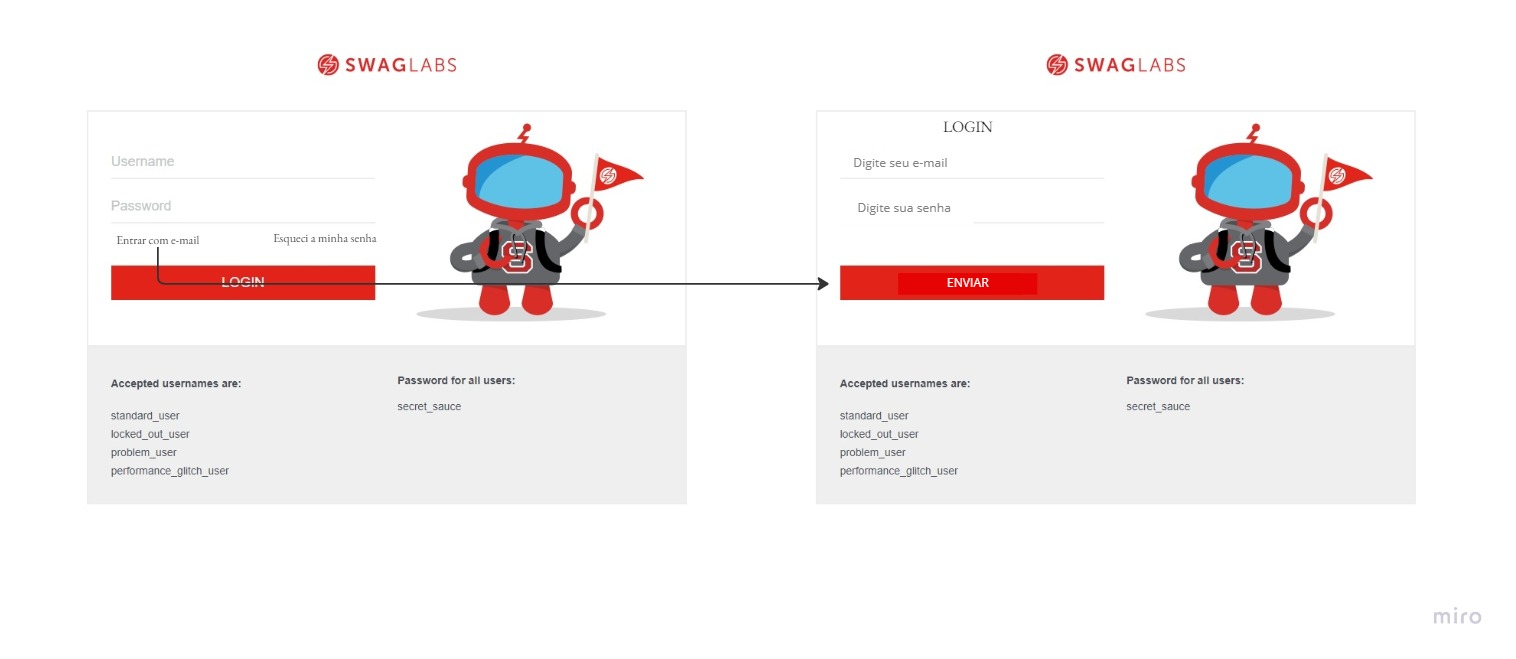 SWAGLABS
Username
Password
Entrar com e-mail
Esqueci a minha senha
LOGIN
Accepted usernames are:
standard_user
locked_out_user
problem_user
performance_glitch_user
Password for all users:
secret_sauce
SWAGLABS
LOGIN
Digite seu e-mail
Digite sua senha
ENVIAR
Accepted usernames are:
standard_user
locked_out_user
problem_user
performance_glitch_user
Password for all users:
secret_sauce
miro